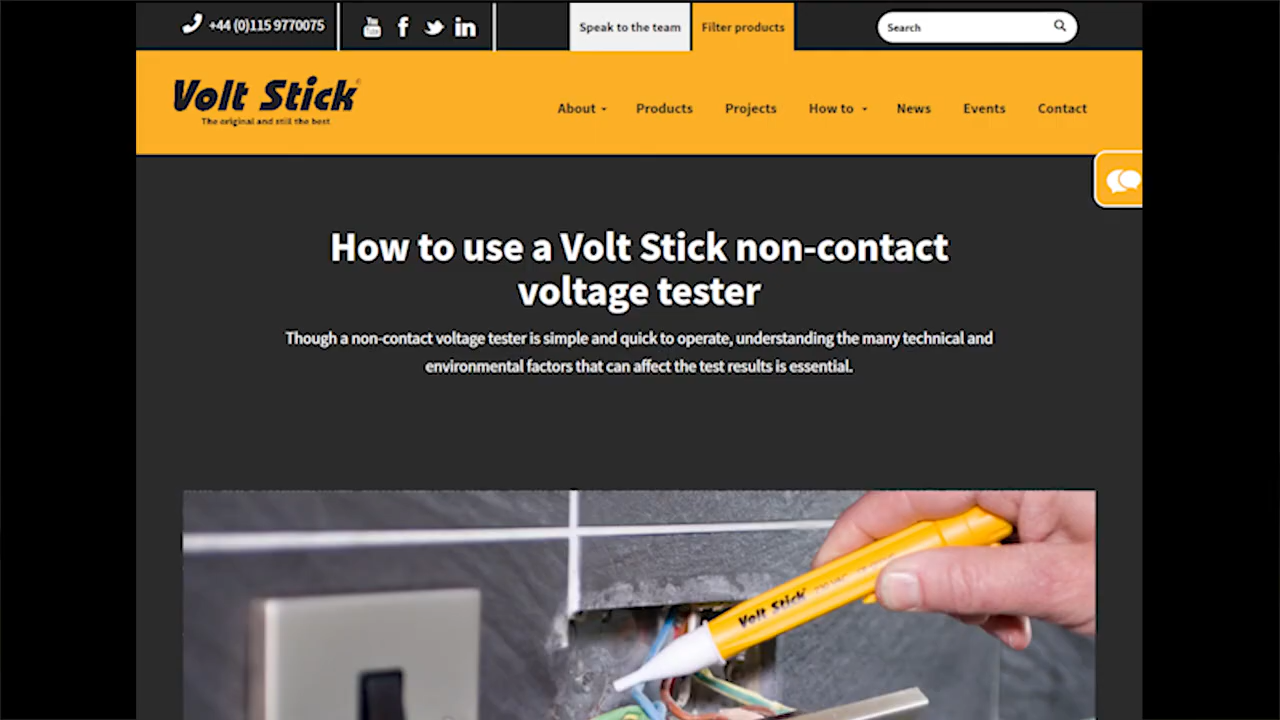 +44 (0)115 9770075
You
Tube
Speak to the team
Filter products
Search
Volt Stick
The original and still the best
About
Products
Projects
How to
News
Events
Contact
How to use a Volt Stick non-contact
voltage tester
Though a non-contact voltage tester is simple and quick to operate, understanding the many technical and
environmental factors that can affect the test results is essential.
Volt Stick